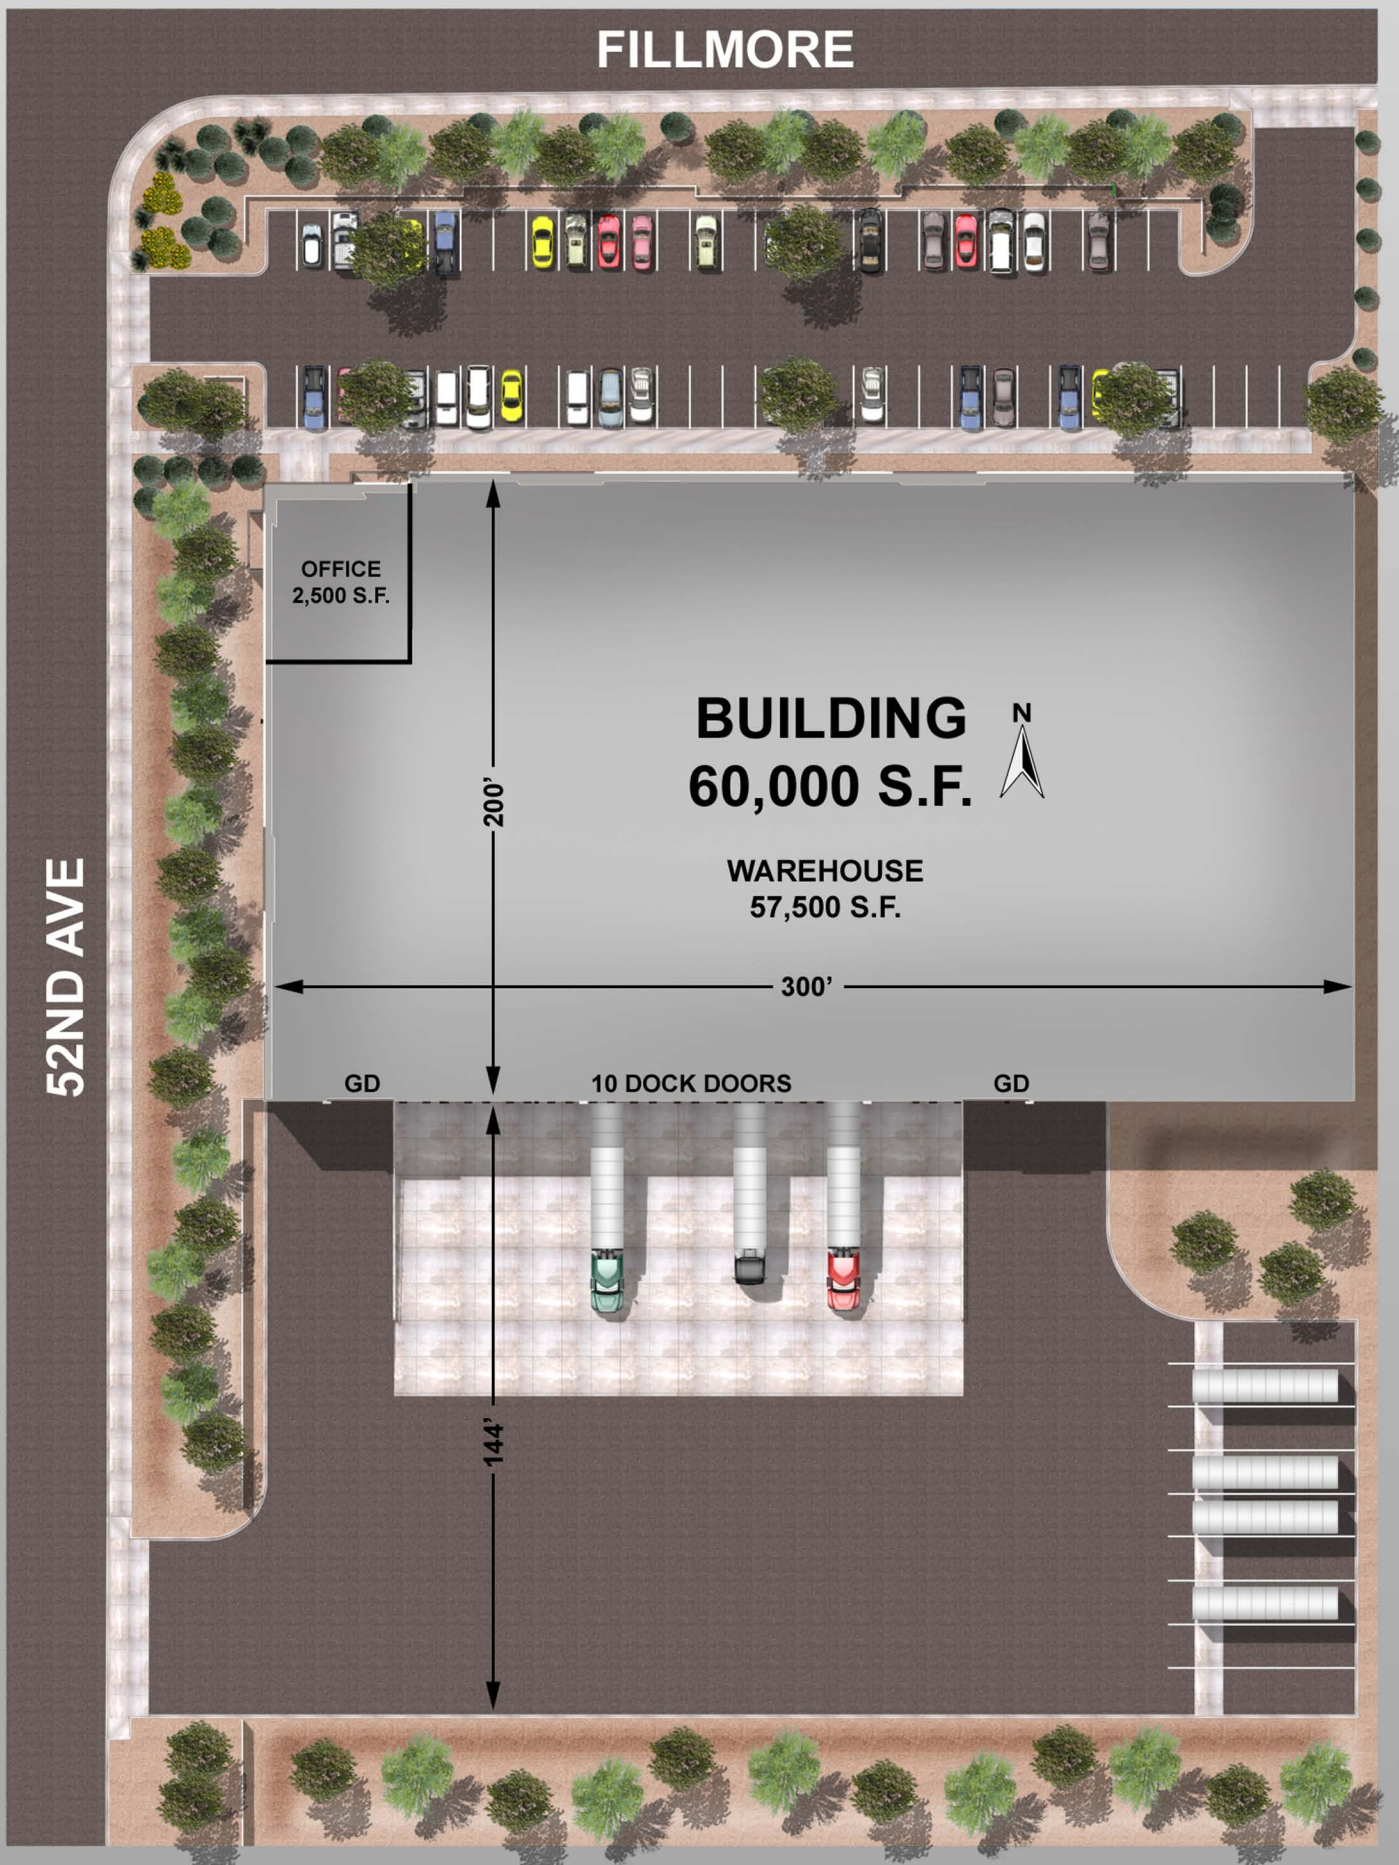 FILLMORE
OFFICE
2,500 S.F.
BUILDING
60,000 S.F.
N
200'
WAREHOUSE
57,500 S.F.
52ND AVE
300'
GD
10 DOCK DOORS
GD
144'